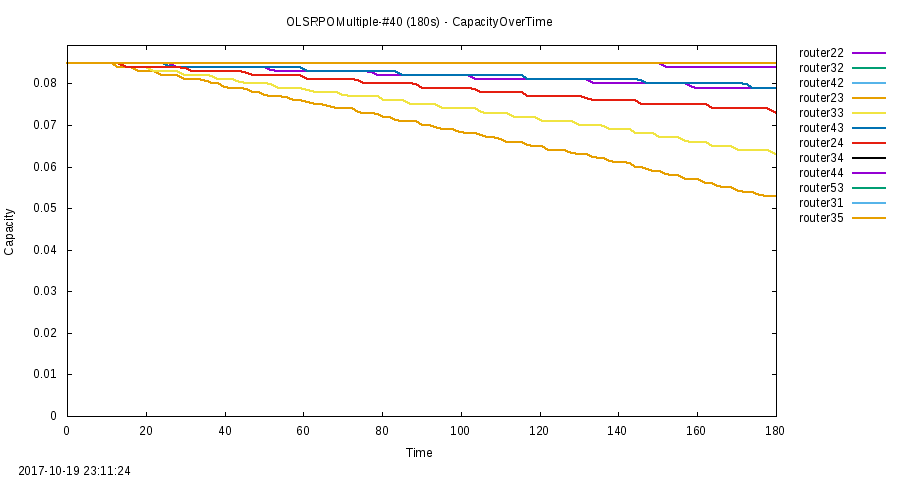 OLSRPOMultiple-#40 (180s) - CapacityOverTime
router22
router32
router42
router23
router33
router43
router24
router34
router44
router53
router31
router35
0.08
0.07
0.06
0.05
0.04
0.03
0.02
0.01
0
Capacity
0 20 40 60 80 100 120 140 160 180
Time
2017-10-19 23:11:24